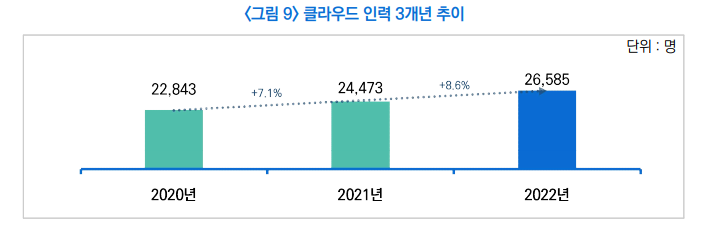 <그림 9> 클라우드 인력 3개년 추이
단위 : 명
22,843
+7.1%
24,473
+8.6%
26,585
2020년
2021년
2022년